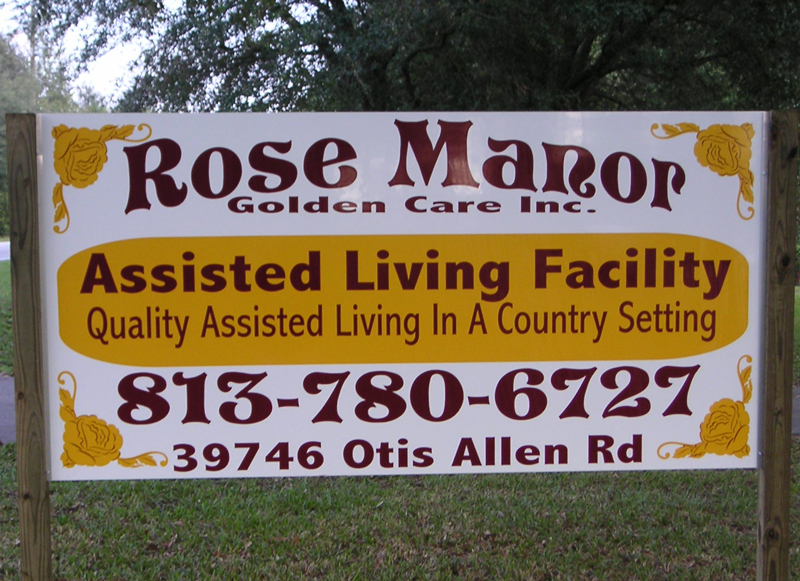 Rose Manor
Golden Care Inc.
Assisted Living Facility
Quality Assisted Living In A Country Setting
813-780-6727
39746 Otis Allen Rd